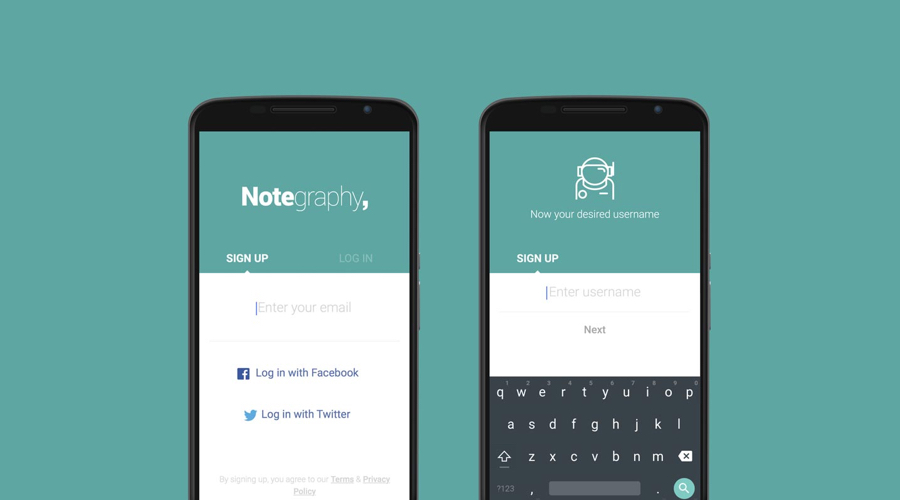 Notegraphy,
SIGN UP
LOG IN
Enter your email
Log in with Facebook
Log in with Twitter
By signing up, you agree to our Terms & Privacy
Policy
Now your desired username
SIGN UP
Enter username
Next
1 2 3 4 5 6 7 8 9 0
q w e r t y u i o p
a s d f g h j k l
z x c v b n m
?123 , .